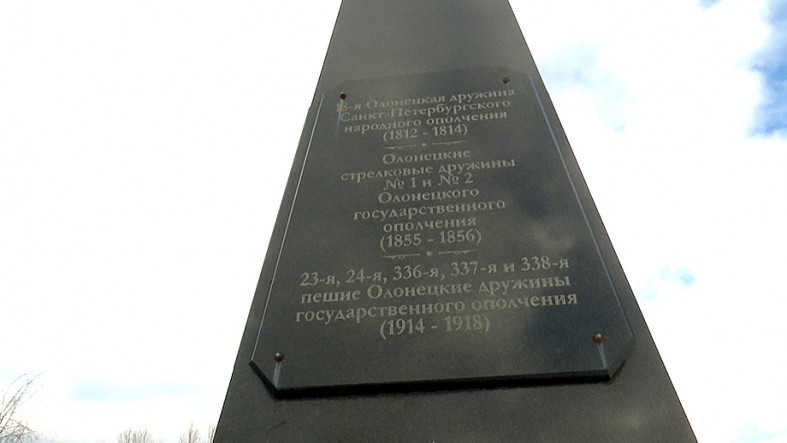 18-я Олонецкая дружина
Санкт-Петербургского
народного ополчения
(1812 - 1814)
Олонецкие
стрелковые дружины
№ 1 и № 2
Олонецкого
государственного
ополчения
(1855 - 1856)
23-я, 24-я, 336-я, 337-я и 338-я
пешие Олонецкие дружины
государственного ополчения
(1914 - 1918)